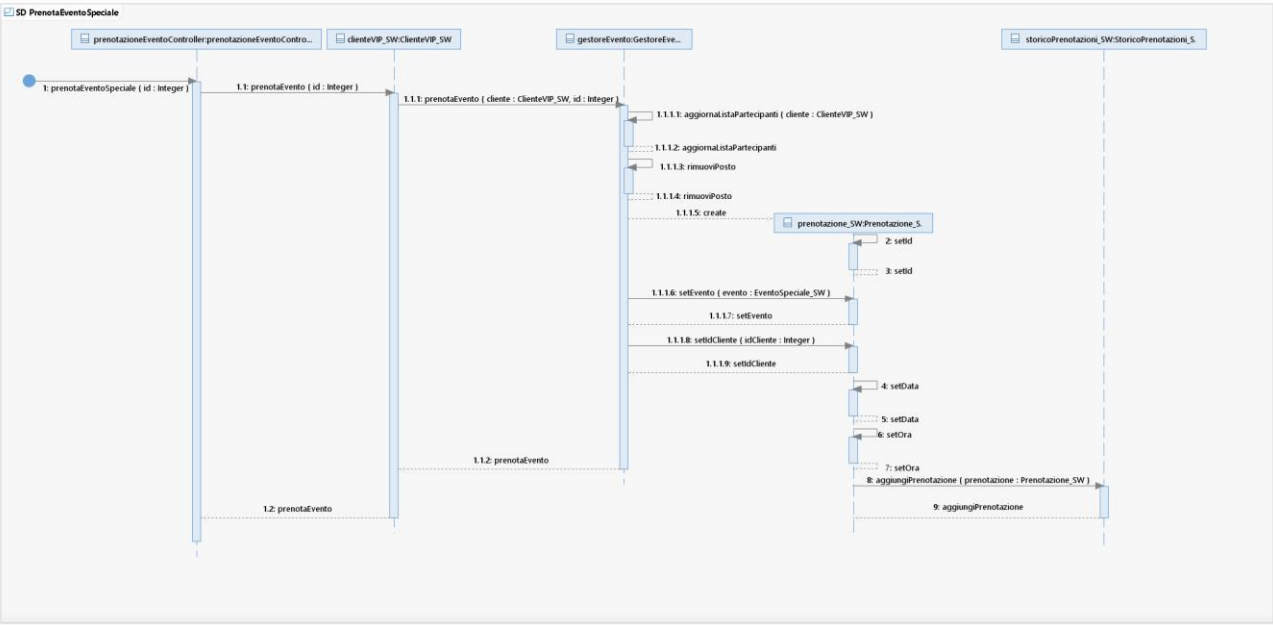 SD PrenotaEventoSpeciale
prenotazioneEventoController:prenotazioneEventoContro...
clienteVIP_SW:ClienteVIP_SW
gestoreEvento:GestoreEve...
storicoPrenotazioni_SW:StoricoPrenotazioni_S.
1: prenotaEventoSpeciale ( id : Integer )
1.1: prenotaEvento ( id : Integer )
1.1.1: prenotaEvento ( cliente : ClienteVIP_SW, id : Integer )
1.1.1.1: aggiornaListaPartecipanti ( cliente : ClienteVIP_SW )
1.1.1.2: aggiornaListaPartecipanti
1.1.1.3: rimuoviPosto
1.1.1.4: rimuoviPosto
1.1.1.5: create
prenotazione_SW:Prenotazione_S.
2: setId
3: setId
1.1.1.6: setEvento ( evento : EventoSpeciale_SW )
1.1.1.7: setEvento
1.1.1.8: setIdCliente ( idCliente : Integer )
1.1.1.9: setIdCliente
4: setData
5: setData
6: setOra
1.1.2: prenotaEvento
7: setOra
8: aggiungiPrenotazione ( prenotazione : Prenotazione_SW )
1.2: prenotaEvento
9: aggiungiPrenotazione